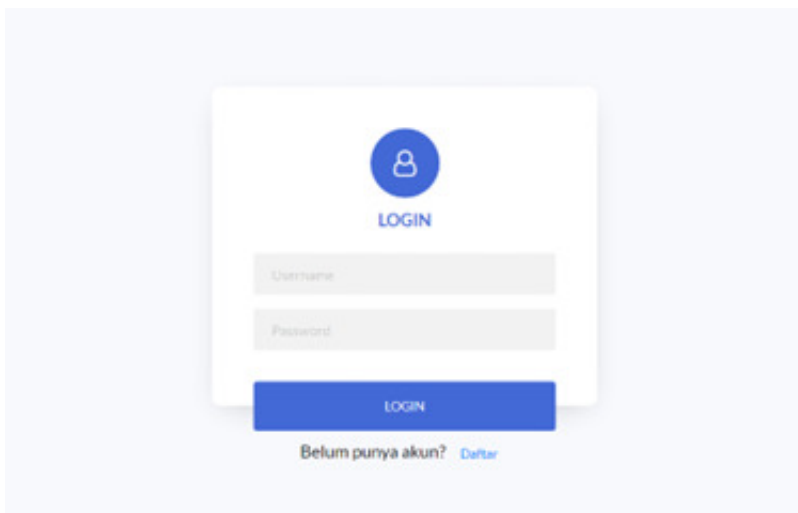 LOGIN
Username
Password
LOGIN
Belum punya akun? Daftar